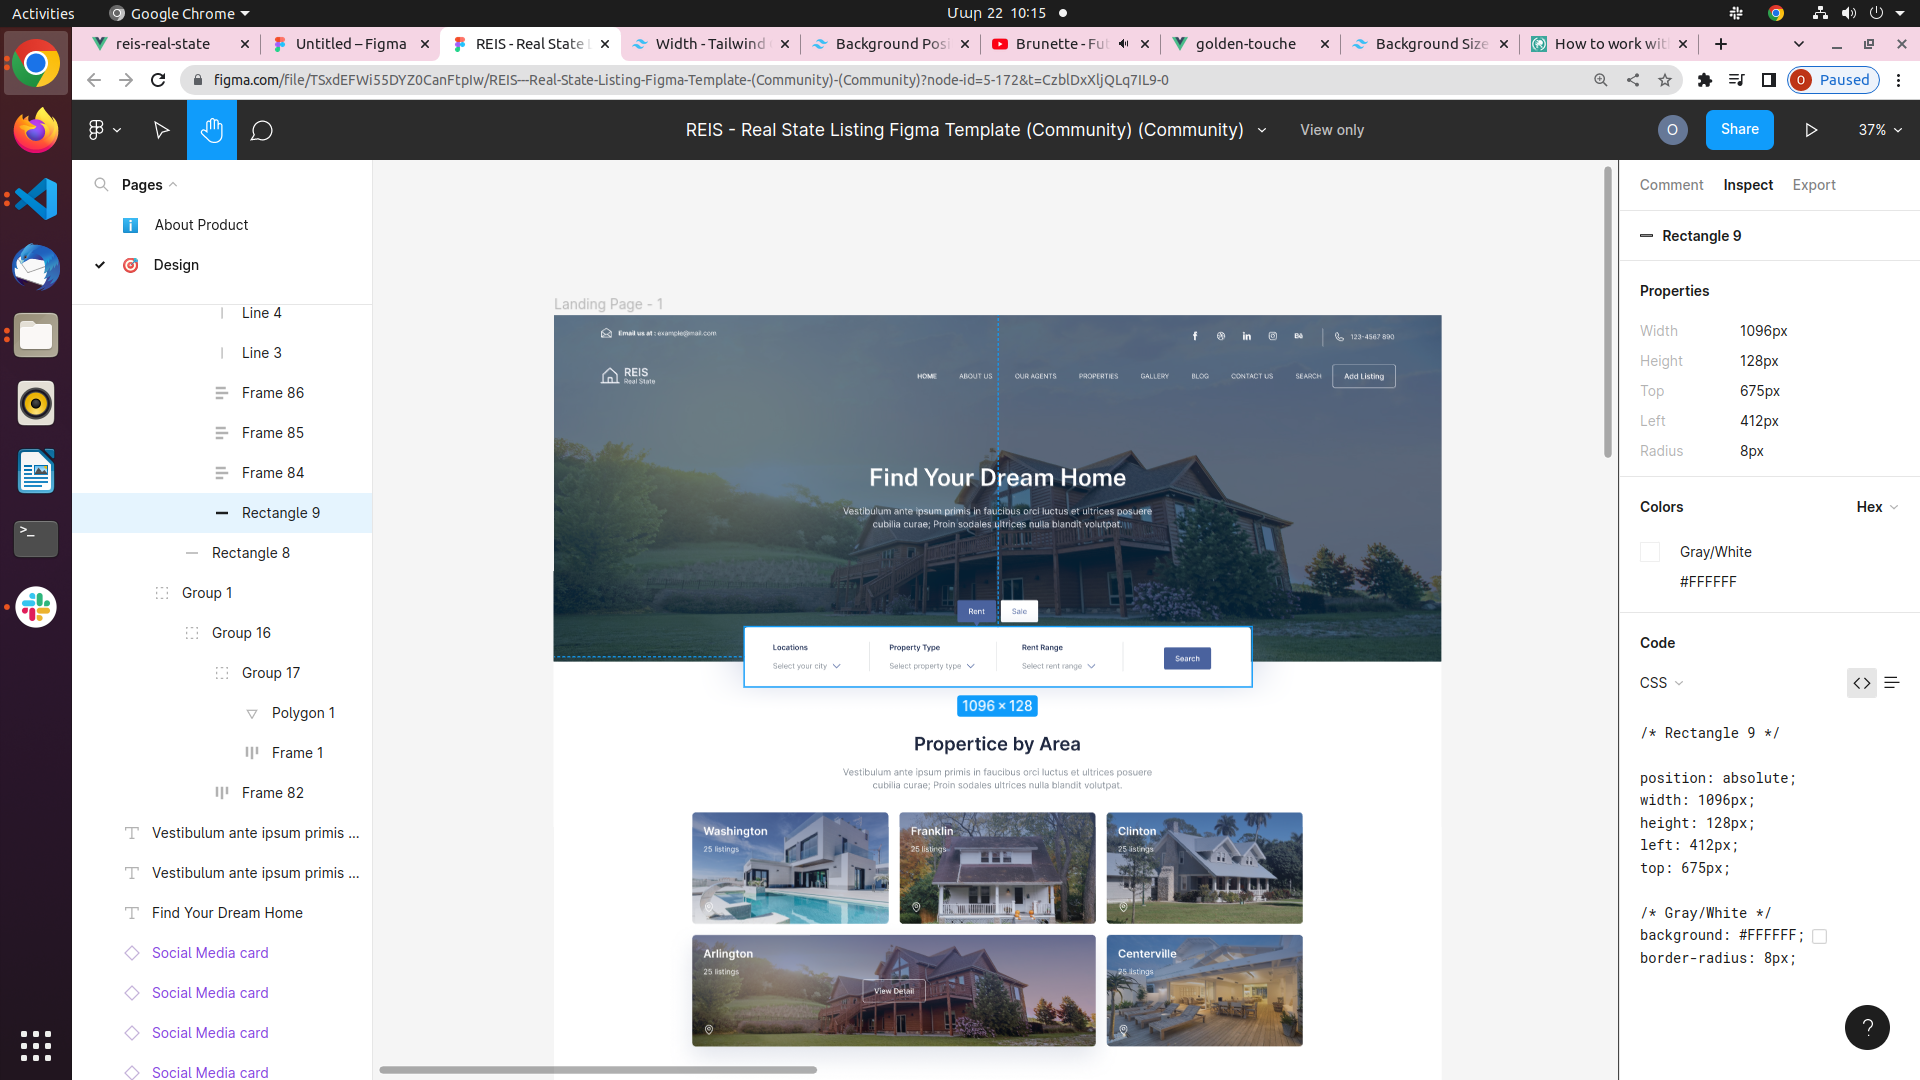 Activities
Google Chrome
Մար 22 10:15
reis-real-state
Untitled – Figma
REIS - Real State L
Width - Tailwind
Background Posi
Brunette - Fut
golden-touche
Background Size
How to work wit
figma.com/file/TSxdEFWi55DYZ0CanFtpIw/REIS---Real-State-Listing-Figma-Template-(Community)-(Community)?node-id=5-172&t=CzblDxXljQLq7IL9-0
O Paused
REIS - Real State Listing Figma Template (Community) (Community)
View only
O
Share
37%
Pages
About Product
Design
Line 4
Line 3
Frame 86
Frame 85
Frame 84
Rectangle 9
Rectangle 8
Group 1
Group 16
Group 17
Polygon 1
Frame 1
Frame 82
Vestibulum ante ipsum primis ...
Vestibulum ante ipsum primis ...
Find Your Dream Home
Social Media card
Social Media card
Social Media card
Social Media card
Landing Page - 1
Email us at : example@mail.com
123-4567 890
REIS
Real State
HOME
ABOUT US
OUR AGENTS
PROPERTIES
GALLERY
BLOG
CONTACT US
SEARCH
Add Listing
Find Your Dream Home
Vestibulum ante ipsum primis in faucibus orci luctus et ultrices posuere
cubilia curae; Proin sodales ultrices nulla blandit volutpat.
Rent
Sale
Locations
Property Type
Rent Range
Select your city
Select property type
Select rent range
Search
1096 × 128
Propertice by Area
Vestibulum ante ipsum primis in faucibus orci luctus et ultrices posuere
cubilia curae; Proin sodales ultrices nulla blandit volutpat.
Washington
25 listings
Franklin
25 listings
Clinton
25 listings
Arlington
25 listings
View Detail
Centerville
25 listings
Comment
Inspect
Export
Rectangle 9
Properties
Width 1096px
Height 128px
Top 675px
Left 412px
Radius 8px
Colors
Hex
Gray/White
#FFFFFF
Code
CSS
/* Rectangle 9 */
position: absolute;
width: 1096px;
height: 128px;
left: 412px;
top: 675px;
/* Gray/White */
background: #FFFFFF;
border-radius: 8px;
?